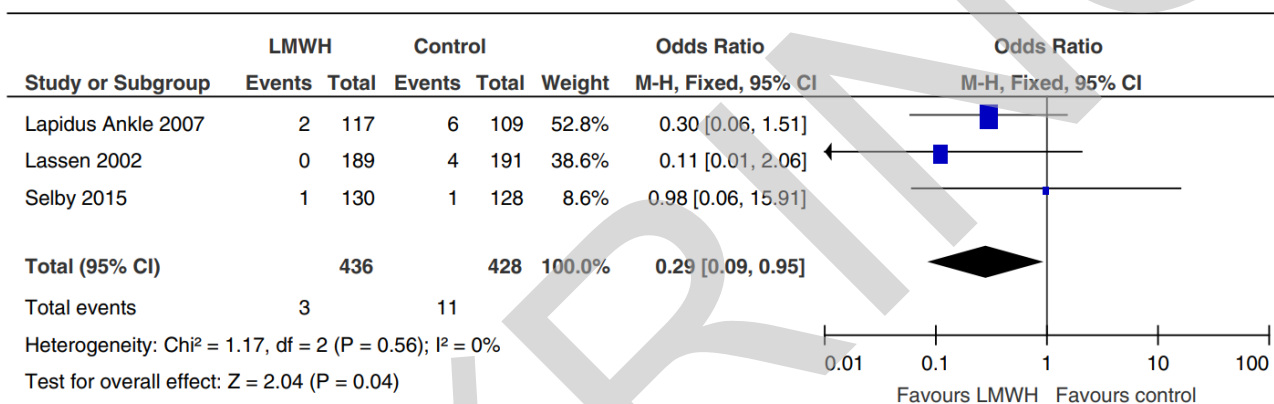 LMWH Control Odds Ratio Odds Ratio
Study or Subgroup Events Total Events Total Weight M-H, Fixed, 95% CI M-H, Fixed, 95% CI
Lapidus Ankle 2007 2 117 6 109 52.8% 0.30 [0.06, 1.51]
Lassen 2002 0 189 4 191 38.6% 0.11 [0.01, 2.06]
Selby 2015 1 130 1 128 8.6% 0.98 [0.06, 15.91]
Total (95% CI) 436 428 100.0% 0.29 [0.09, 0.95]
Total events 3 11
Heterogeneity: Chi² = 1.17, df = 2 (P = 0.56); I² = 0%
Test for overall effect: Z = 2.04 (P = 0.04)
0.01 0.1 1 10 100
Favours LMWH Favours control